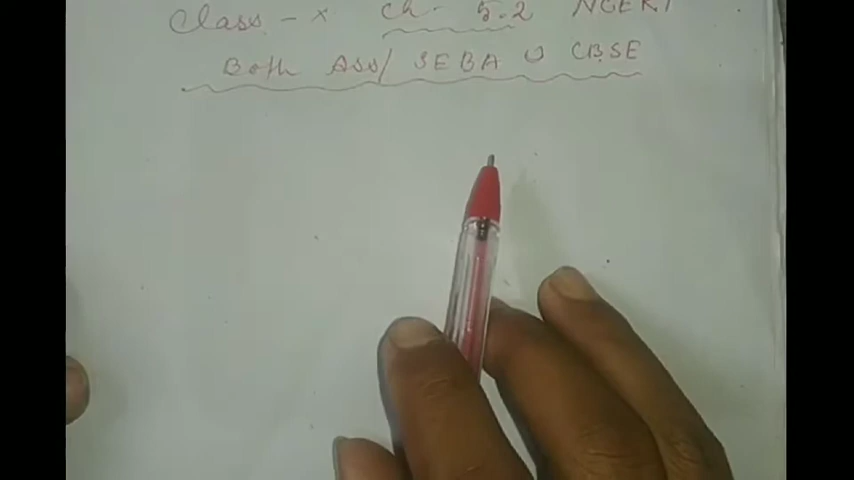 Class - X Ch - 5.2 NCERT
Both Ass/ SEBA & CBSE